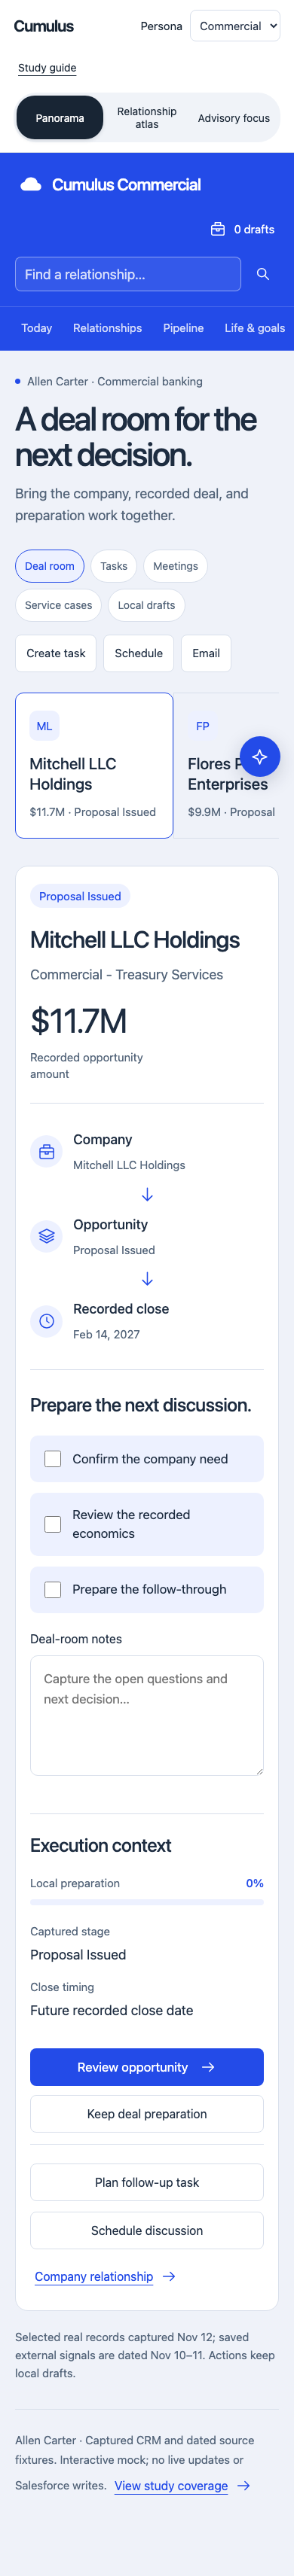 Cumulus
Persona
Commercial
Study guide
Panorama
Relationship
atlas
Advisory focus
Cumulus Commercial
0 drafts
Find a relationship...
Today
Relationships
Pipeline
Life & goals
Allen Carter · Commercial banking
A deal room for the
next decision.
Bring the company, recorded deal, and
preparation work together.
Deal room
Tasks
Meetings
Service cases
Local drafts
Create task
Schedule
Email
ML
Mitchell LLC
Holdings
$11.7M · Proposal Issued
FP
Flores
Enterprises
$9.9M · Proposal
Proposal Issued
Mitchell LLC Holdings
Commercial - Treasury Services
$11.7M
Recorded opportunity
amount
Company
Mitchell LLC Holdings
Opportunity
Proposal Issued
Recorded close
Feb 14, 2027
Prepare the next discussion.
Confirm the company need
Review the recorded
economics
Prepare the follow-through
Deal-room notes
Capture the open questions and
next decision...
Execution context
Local preparation
0%
Captured stage
Proposal Issued
Close timing
Future recorded close date
Review opportunity
Keep deal preparation
Plan follow-up task
Schedule discussion
Company relationship
Selected real records captured Nov 12; saved
external signals are dated Nov 10–11. Actions keep
local drafts.
Allen Carter · Captured CRM and dated source
fixtures. Interactive mock; no live updates or
Salesforce writes. View study coverage